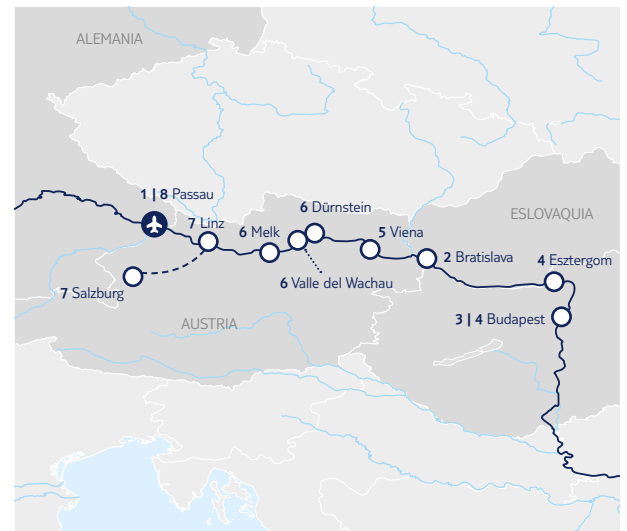 ALEMANIA
1 | 8 Passau
7 Linz
6 Melk
6 Dürnstein
5 Viena
ESLOVAQUIA
2 Bratislava
4 Esztergom
7 Salzburg
6 Valle del Wachau
3 | 4 Budapest
AUSTRIA